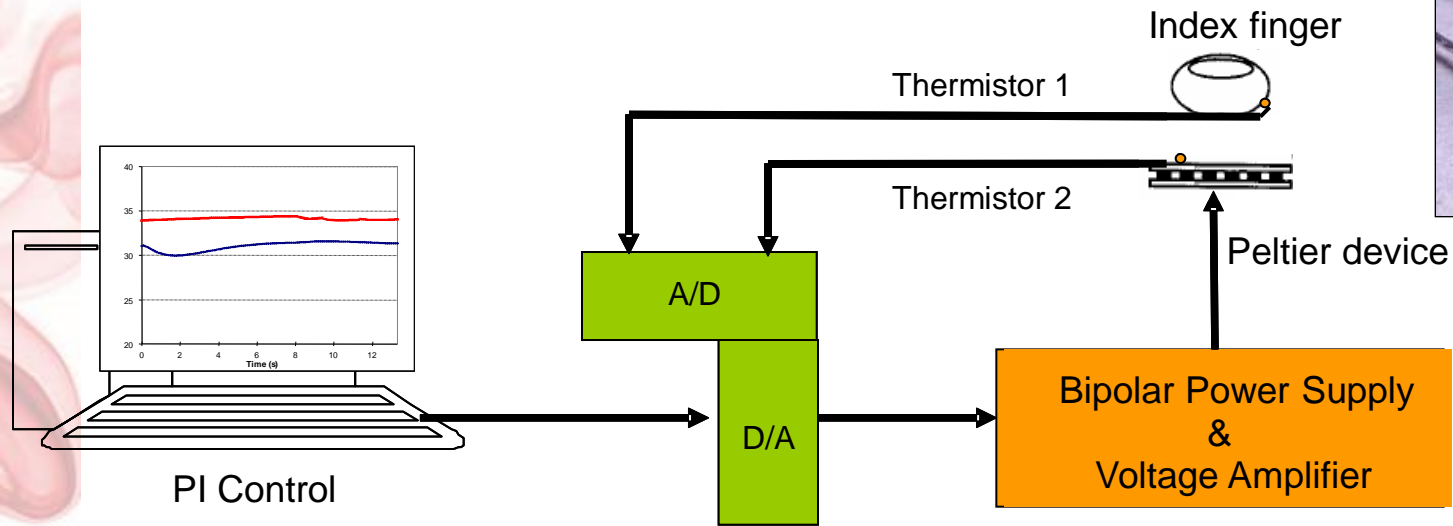 Index finger
Thermistor 1
Thermistor 2
Peltier device
40
35
30
25
20
0 2 4 6 8 10 12
Time (s)
A/D
D/A
Bipolar Power Supply
&
Voltage Amplifier
PI Control